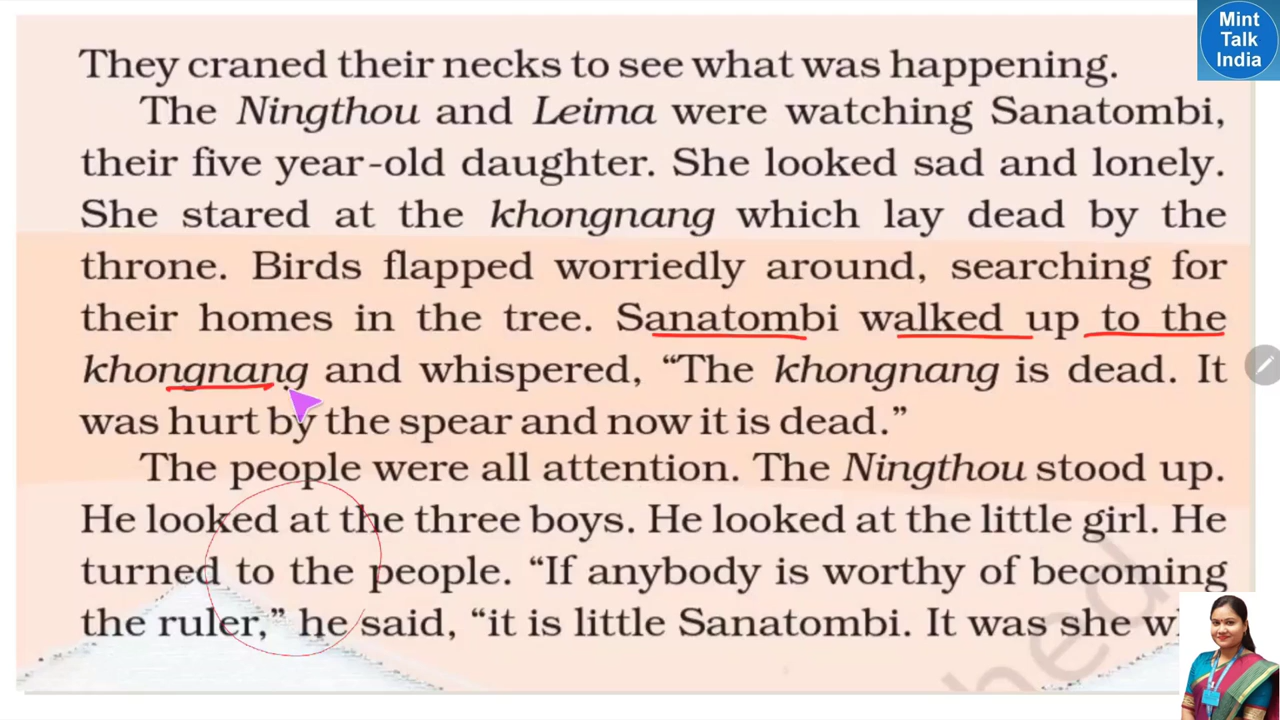 Mint
Talk
India
They craned their necks to see what was happening.
The Ningthou and Leima were watching Sanatombi,
their five year-old daughter. She looked sad and lonely.
She stared at the khongnang which lay dead by the
throne. Birds flapped worriedly around, searching for
their homes in the tree. Sanatombi walked up to the
khongnang and whispered, “The khongnang is dead. It
was hurt by the spear and now it is dead.”
The people were all attention. The Ningthou stood up.
He looked at the three boys. He looked at the little girl. He
turned to the people. “If anybody is worthy of becoming
the ruler,” he said, “it is little Sanatombi. It was she